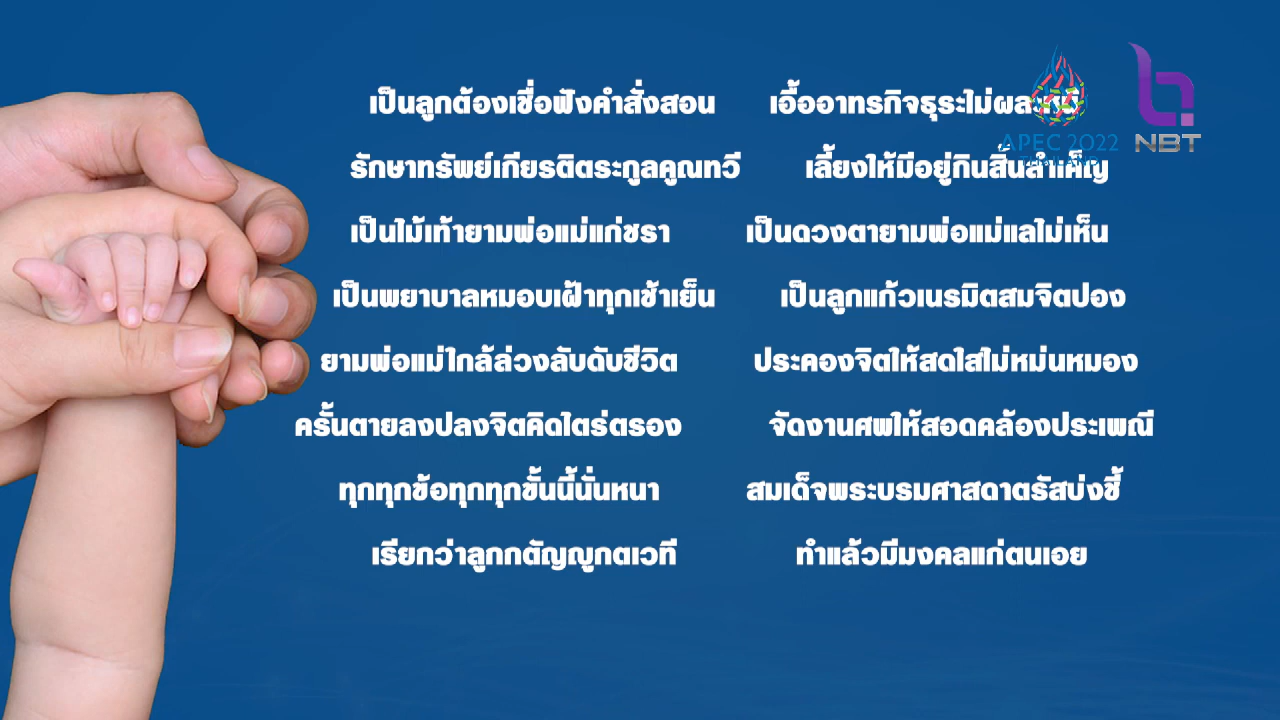 เป็นลูกต้องเชื่อฟังคำสั่งสอน เอื้ออาทรกิจธุระไม่ผละหนี
รักษาทรัพย์เกียรติตระกูลคูณทวี เลี้ยงให้มีอยู่กินสิ้นลำเค็ญ
เป็นไม้เท้ายามพ่อแม่แก่ชรา เป็นดวงตายามพ่อแม่แลไม่เห็น
เป็นพยาบาลหมอบเฝ้าทุกเช้าเย็น เป็นลูกแก้วเนรมิตสมจิตปอง
ยามพ่อแม่ใกล้ล่วงลับดับชีวิต ประคองจิตให้สดใสไม่หม่นหมอง
ครั้นตายลงปลงจิตคิดไตร่ตรอง จัดงานศพให้สอดคล้องประเพณี
ทุกทุกข้อทุกทุกขั้นนี้นั่นหนา สมเด็จพระบรมศาสดาตรัสบ่งชี้
เรียกว่าลูกกตัญญูกตเวที ทำแล้วมีมงคลแก่ตนเอย
APEC 2022
THAILAND
NBT